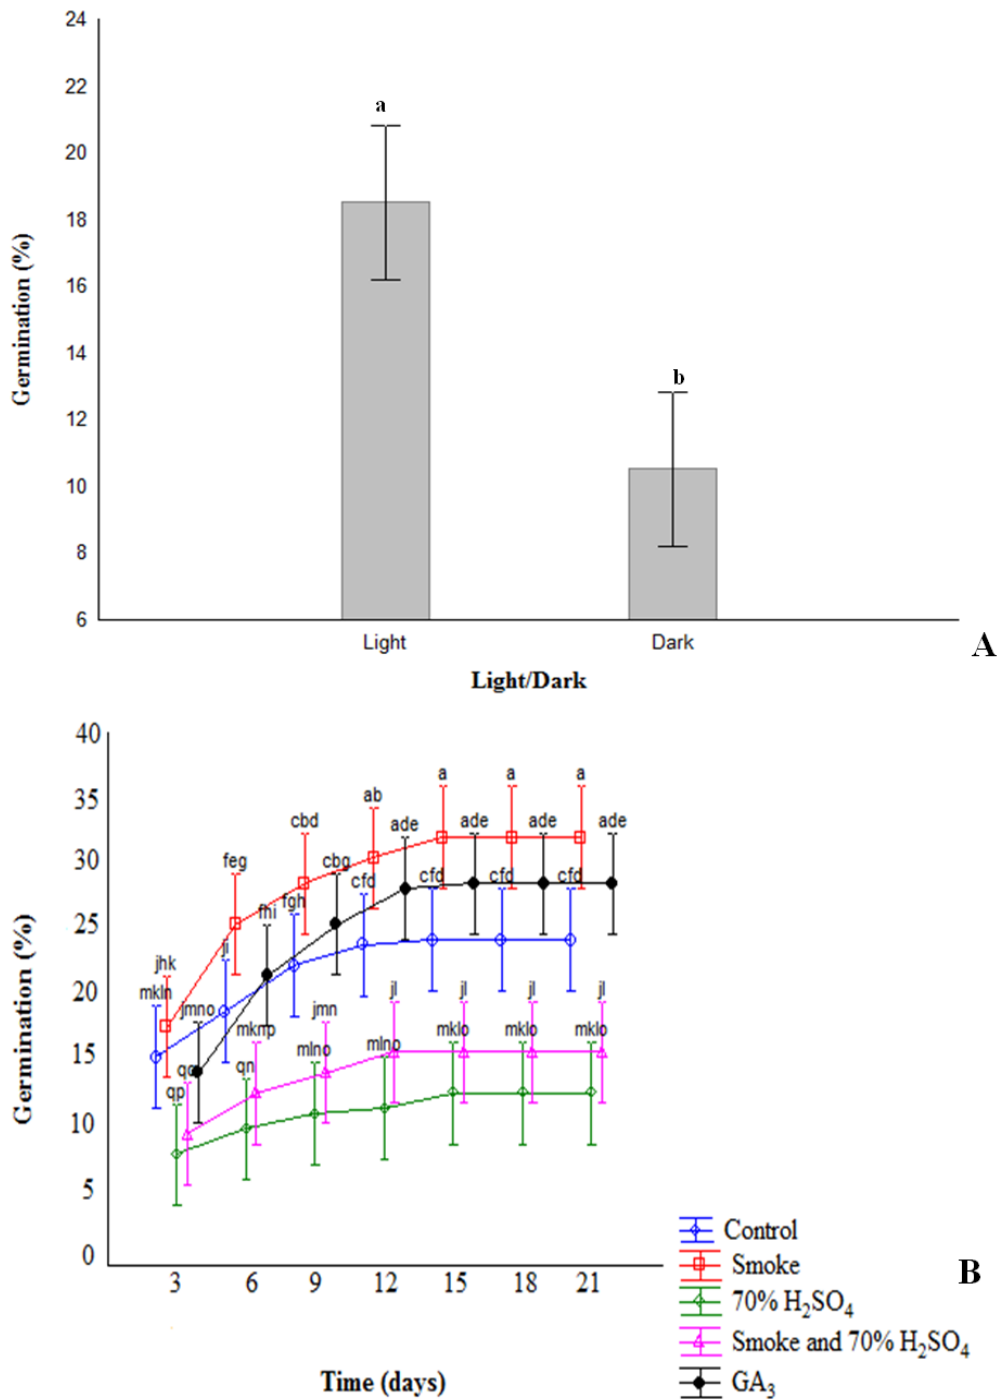 24
a
22
20
18
16
14
b
12
10
8
6
Germination (%)
Light
Dark
A
Light/Dark
40
a a a
35
ab
cbd ade ade ade ade
30
feg cbg cfd cfd cfd cfd
fhi fgh
25
ji
jhk
20
mkln jmno mknp jmn jl jl jl jl
15
qo qn mlno mlno mklo mklo mklo
qp
10
5
0
Germination (%)
3 6 9 12 15 18 21
Time (days)
Control
Smoke
70% H₂SO₄
Smoke and 70% H₂SO₄
GA₃
B